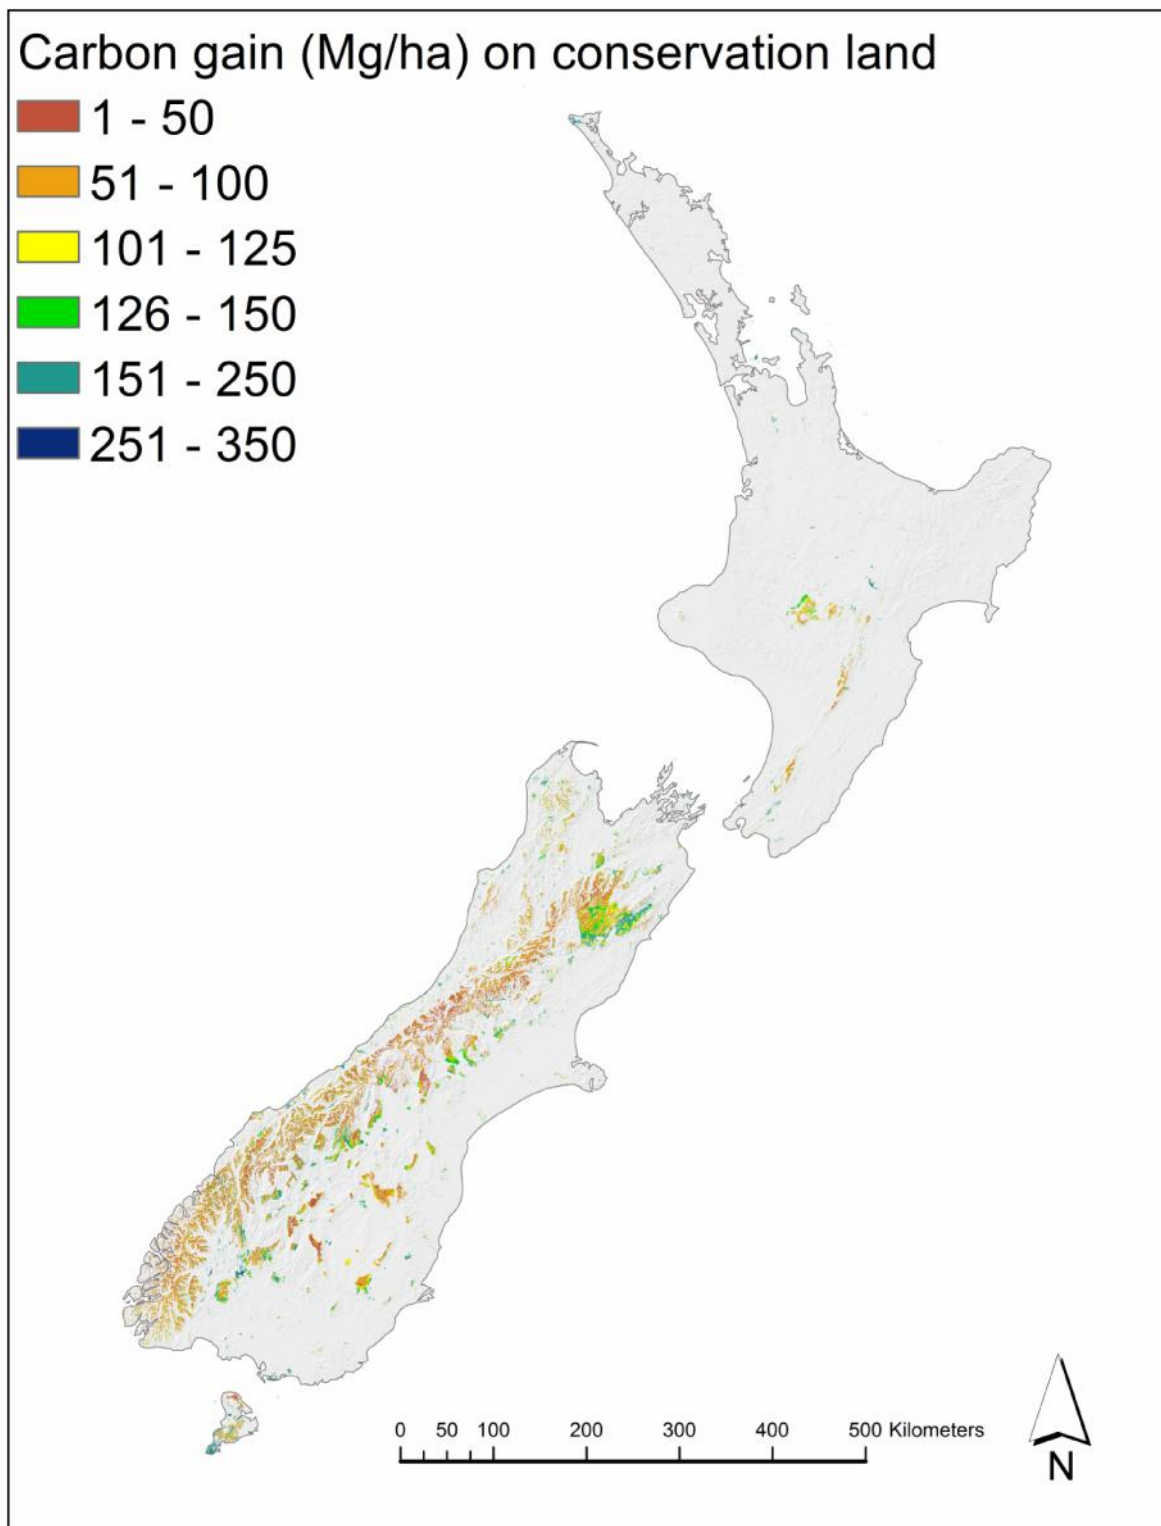 Carbon gain (Mg/ha) on conservation land
1 - 50
51 - 100
101 - 125
126 - 150
151 - 250
251 - 350
0 50 100 200 300 400 500 Kilometers
N